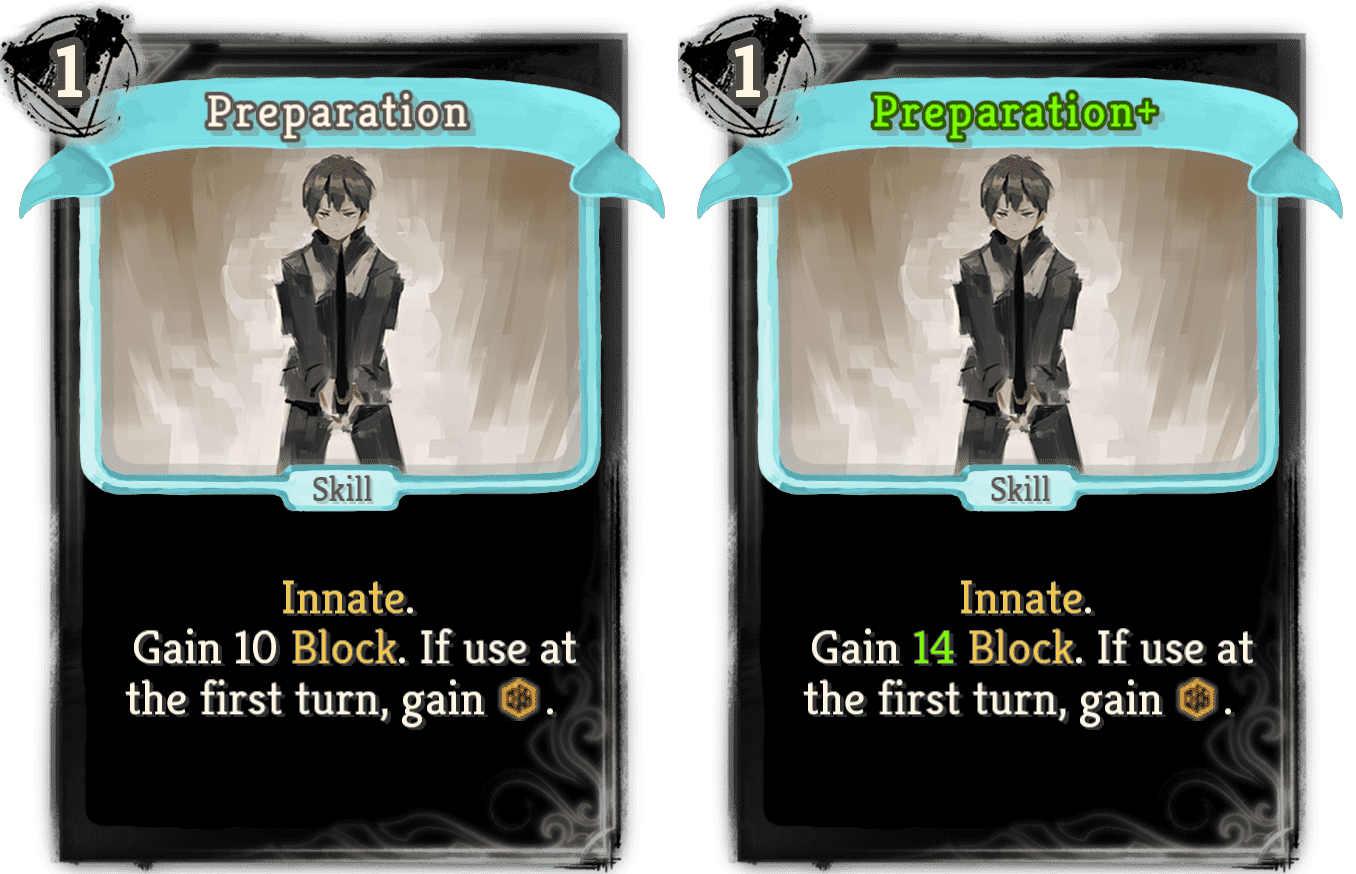 1
Preparation
Skill
Innate.
Gain 10 Block. If use at
the first turn, gain .
1
Preparation+
Skill
Innate.
Gain 14 Block. If use at
the first turn, gain .